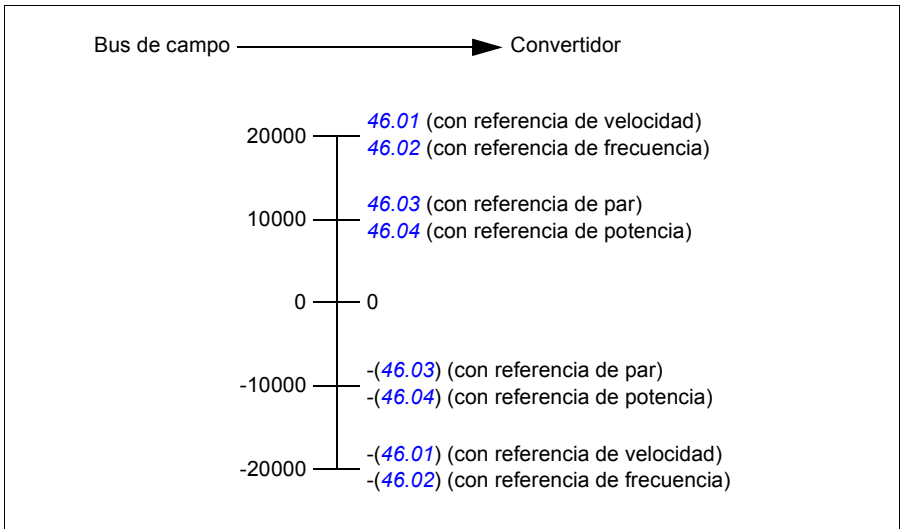 Bus de campo Convertidor
46.01 (con referencia de velocidad)
20000
46.02 (con referencia de frecuencia)
46.03 (con referencia de par)
10000
46.04 (con referencia de potencia)
0 0
-(46.03) (con referencia de par)
-10000
-(46.04) (con referencia de potencia)
-(46.01) (con referencia de velocidad)
-20000
-(46.02) (con referencia de frecuencia)